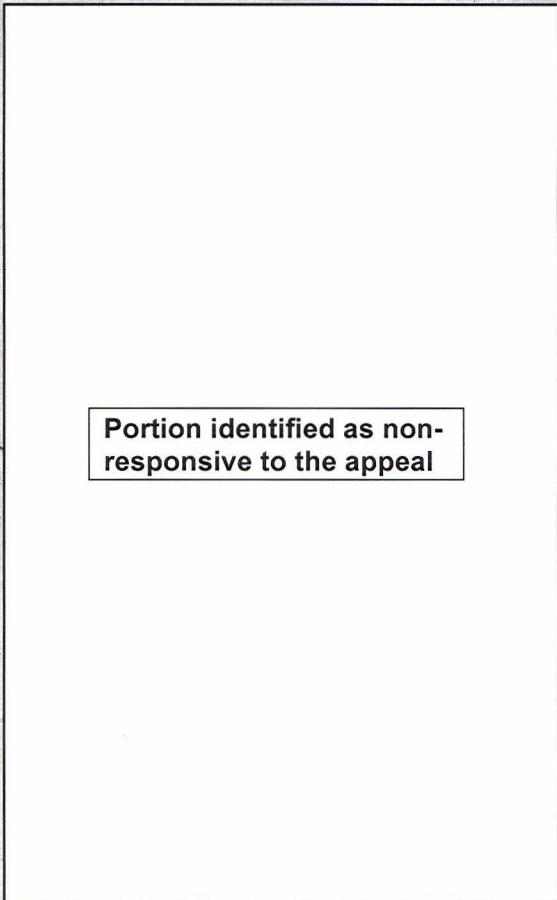 Portion identified as non-
responsive to the appeal